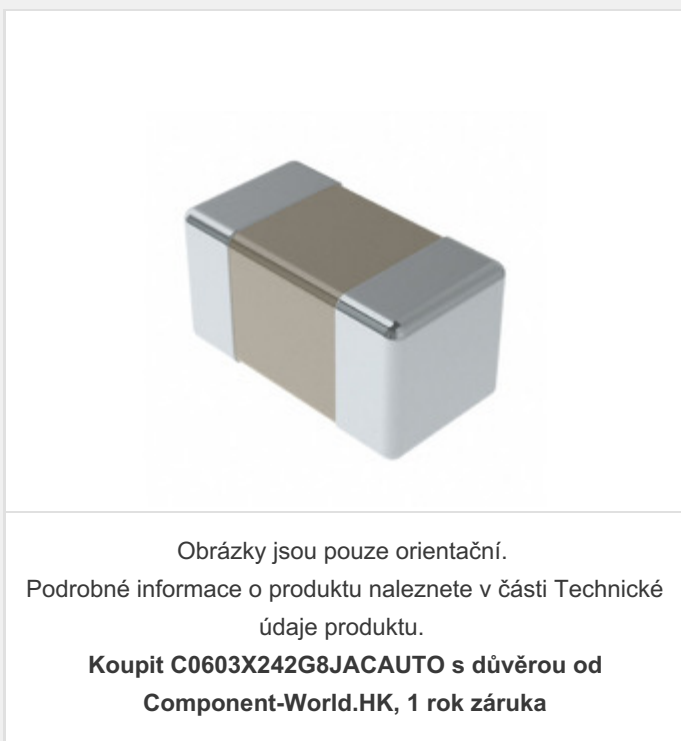 Obrázky jsou pouze orientační.
Podrobné informace o produktu naleznete v části Technické
údaje produktu.
Koupit C0603X242G8JACAUTO s důvěrou od
Component-World.HK, 1 rok záruka